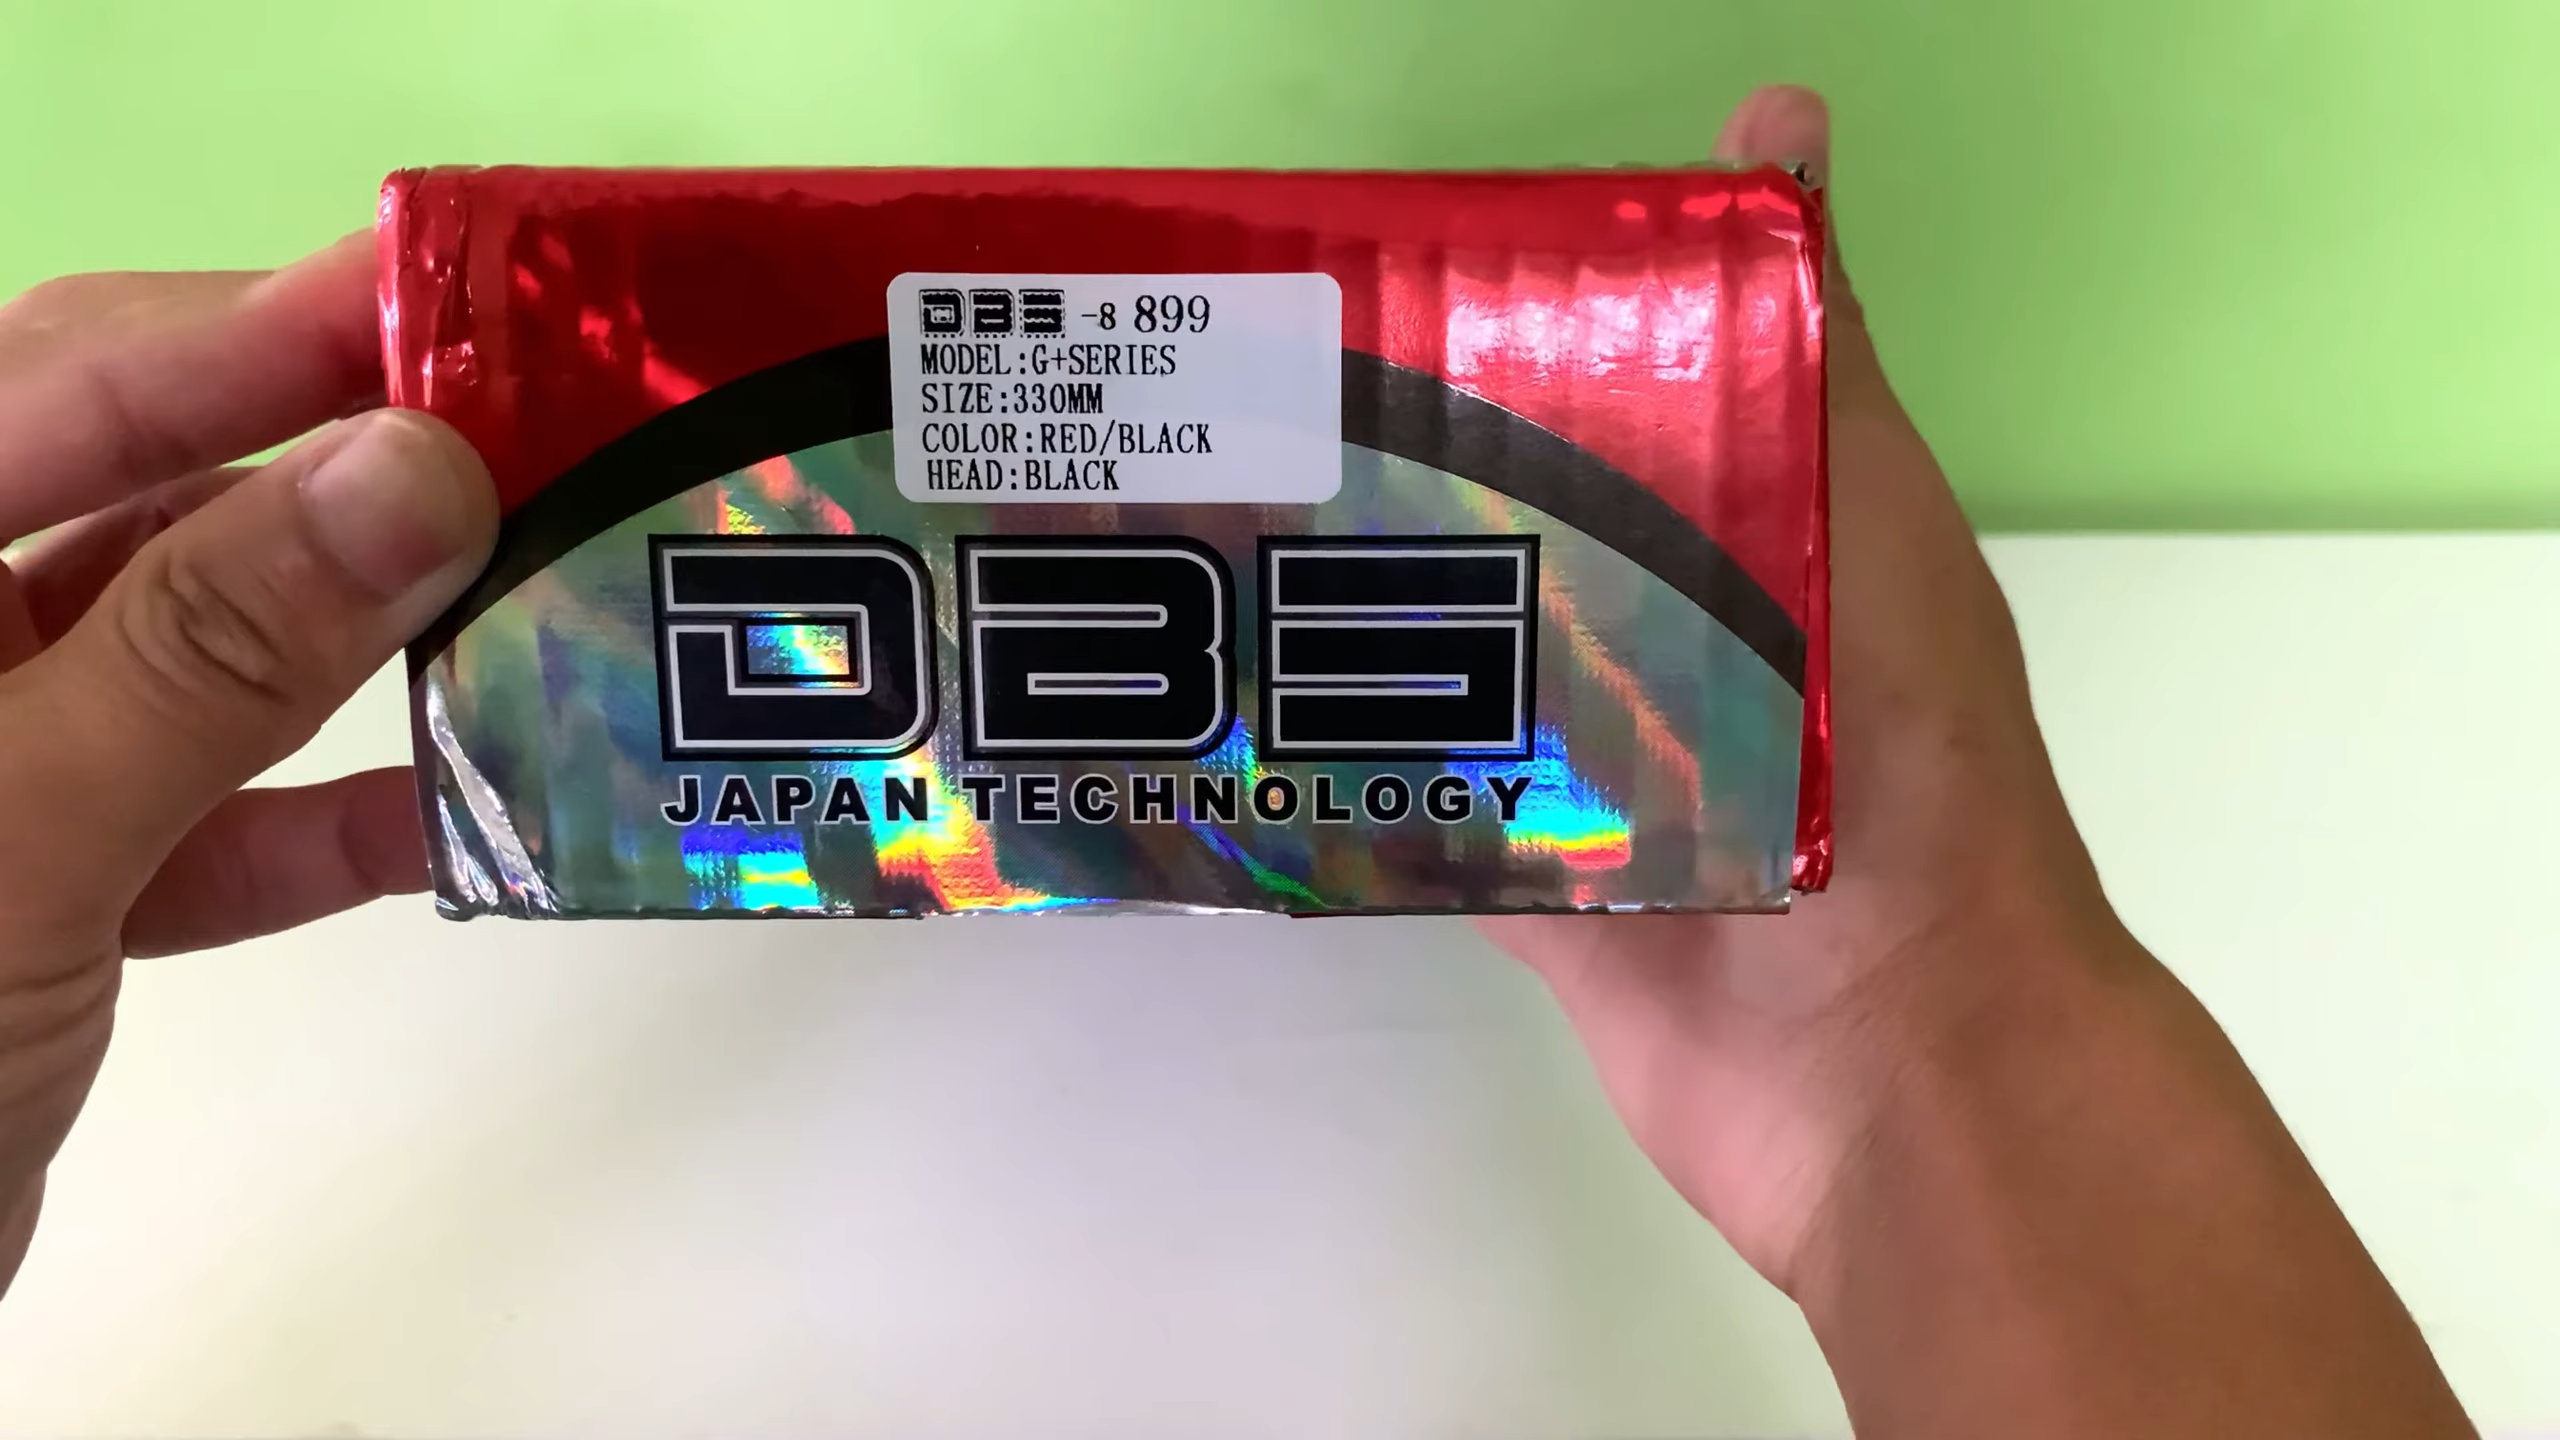 DBS -8 899
MODEL:G+SERIES
SIZE:330MM
COLOR:RED/BLACK
HEAD:BLACK
DBS
JAPAN TECHNOLOGY